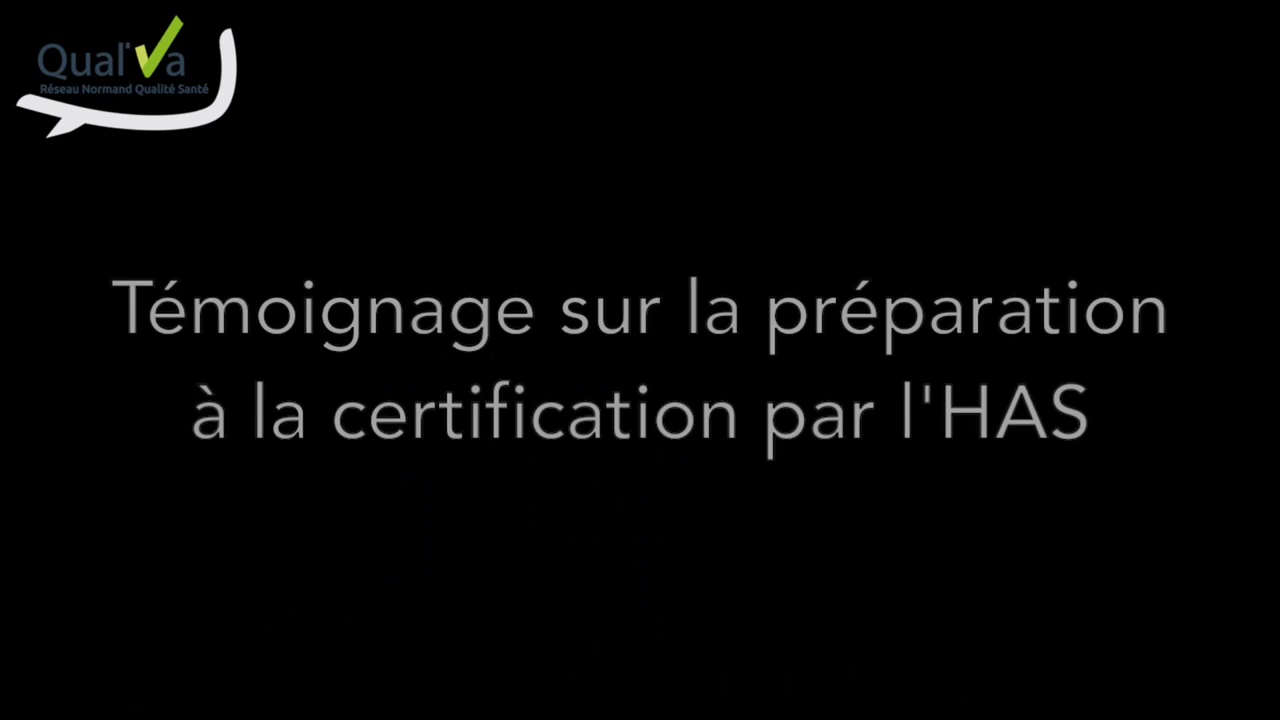 Qual'Va
Réseau Normand Qualité Santé
Témoignage sur la préparation
à la certification par l'HAS